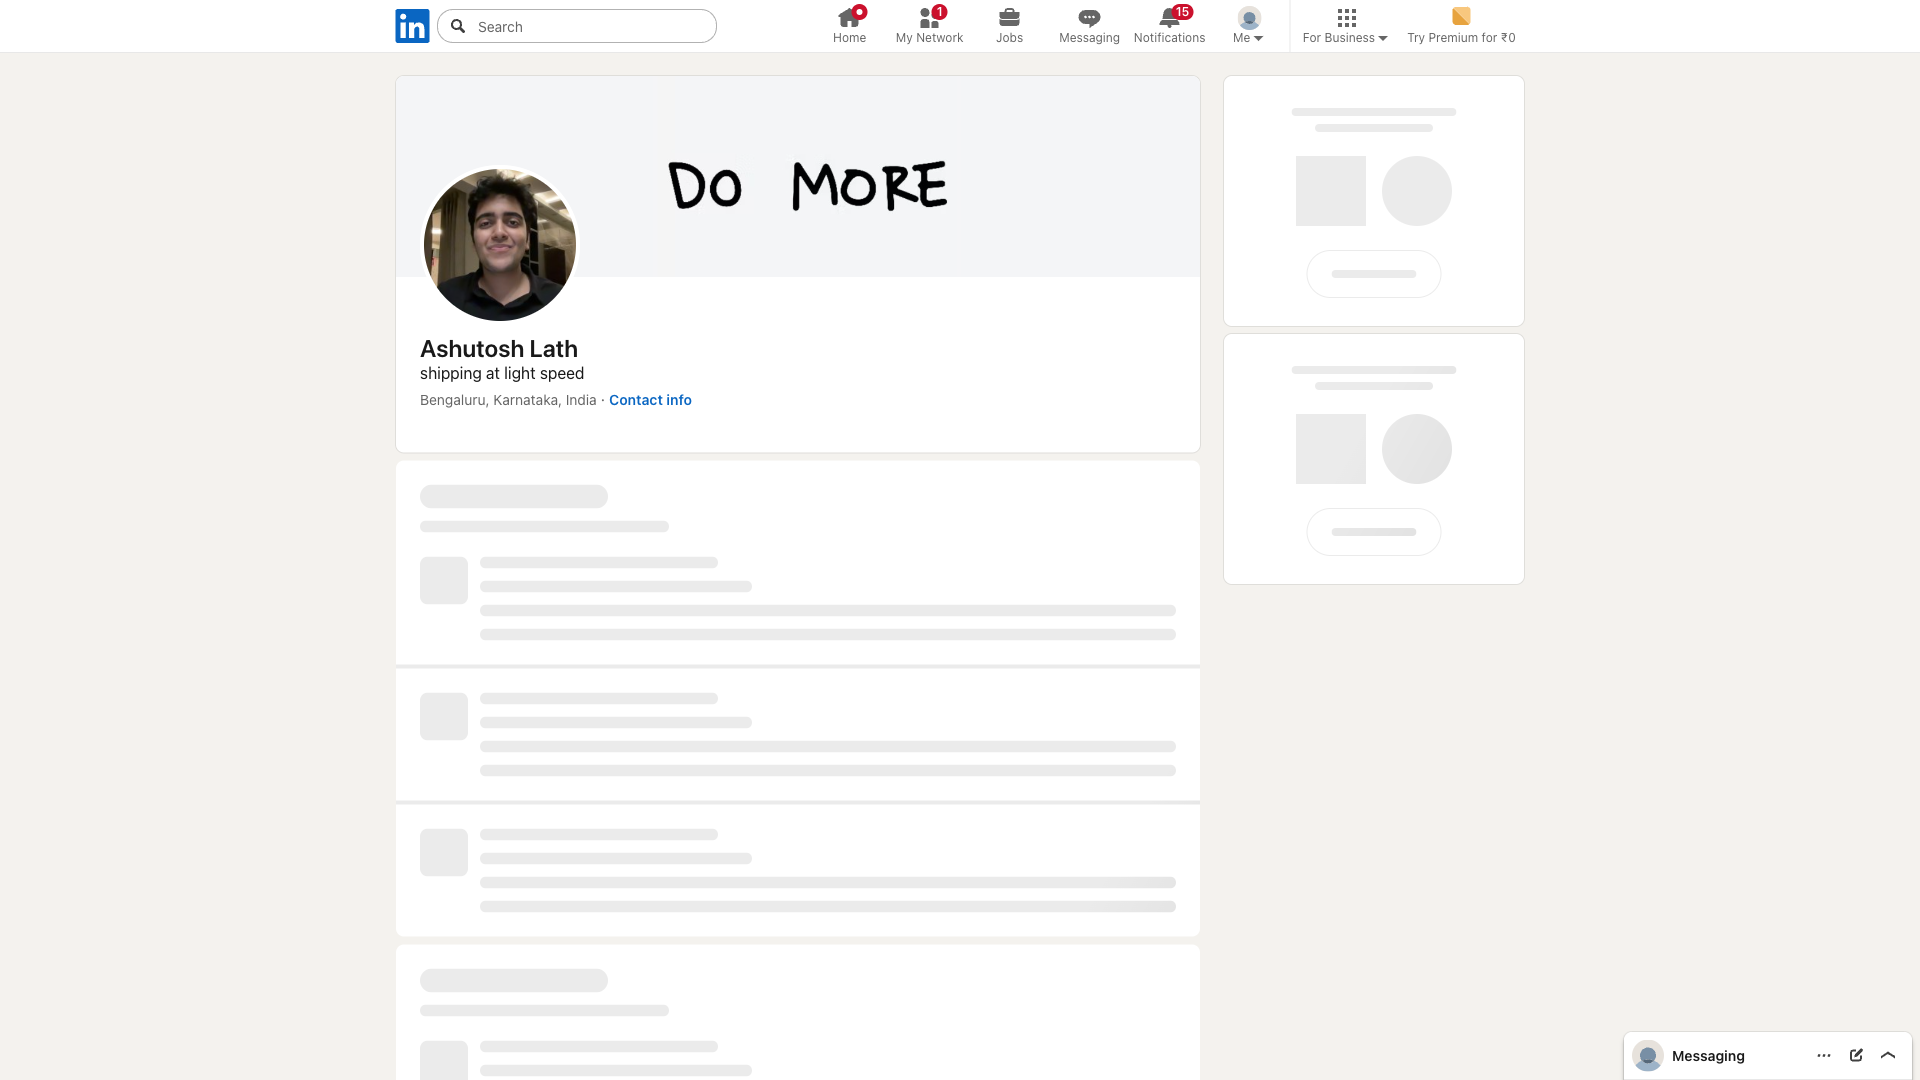 in
Search
Home
1
My Network
Jobs
Messaging
15
Notifications
Me
For Business
Try Premium for ₹0
DO MORE
Ashutosh Lath
shipping at light speed
Bengaluru, Karnataka, India · Contact info
Messaging